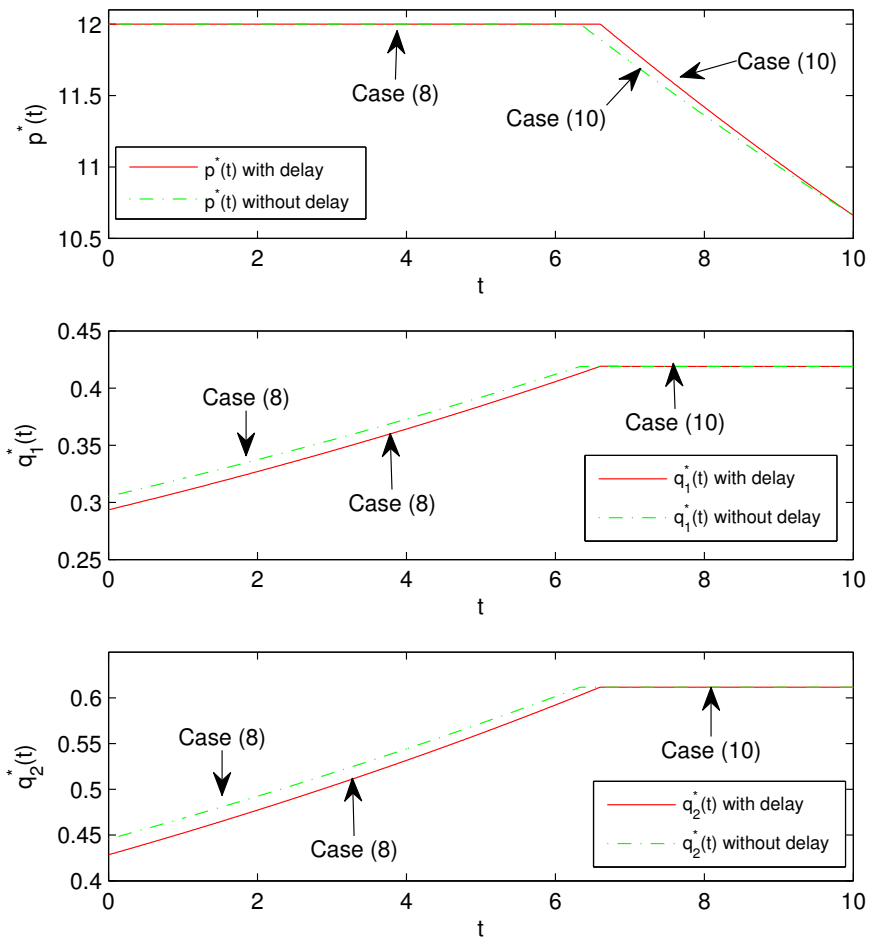 12
11.5
11
10.5
p*(t)
Case (8)
Case (10)
Case (10)
p*(t) with delay
p*(t) without delay
0 2 4 6 8 10
t
0.45
0.4
0.35
0.3
0.25
q1*(t)
Case (8)
Case (8)
Case (10)
q1*(t) with delay
q1*(t) without delay
0 2 4 6 8 10
t
0.6
0.55
0.5
0.45
0.4
q2*(t)
Case (8)
Case (8)
Case (10)
q2*(t) with delay
q2*(t) without delay
0 2 4 6 8 10
t